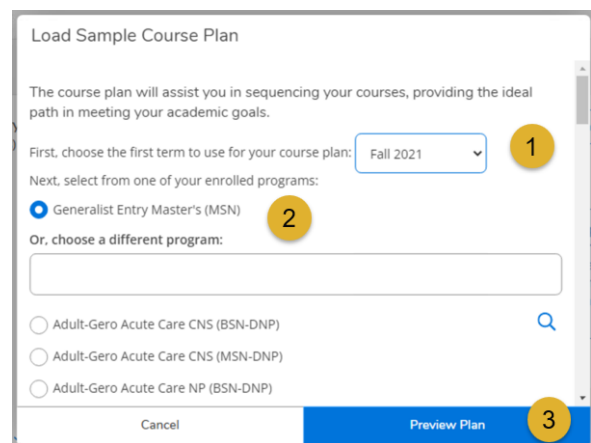 Load Sample Course Plan
The course plan will assist you in sequencing your courses, providing the ideal
path in meeting your academic goals.
First, choose the first term to use for your course plan: Fall 2021 1
Next, select from one of your enrolled programs:
Generalist Entry Master's (MSN) 2
Or, choose a different program:
Adult-Gero Acute Care CNS (BSN-DNP)
Adult-Gero Acute Care CNS (MSN-DNP)
Adult-Gero Acute Care NP (BSN-DNP)
Cancel Preview Plan 3